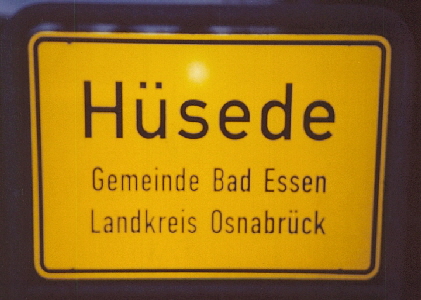 Hüsede
Gemeinde Bad Essen
Landkreis Osnabrück